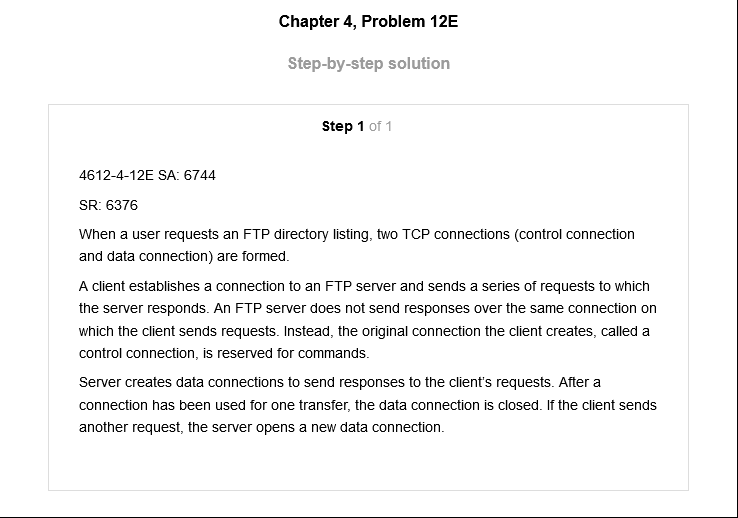 Chapter 4, Problem 12E
Step-by-step solution
Step 1 of 1
4612-4-12E SA: 6744
SR: 6376
When a user requests an FTP directory listing, two TCP connections (control connection
and data connection) are formed.
A client establishes a connection to an FTP server and sends a series of requests to which
the server responds. An FTP server does not send responses over the same connection on
which the client sends requests. Instead, the original connection the client creates, called a
control connection, is reserved for commands.
Server creates data connections to send responses to the client's requests. After a
connection has been used for one transfer, the data connection is closed. If the client sends
another request, the server opens a new data connection.